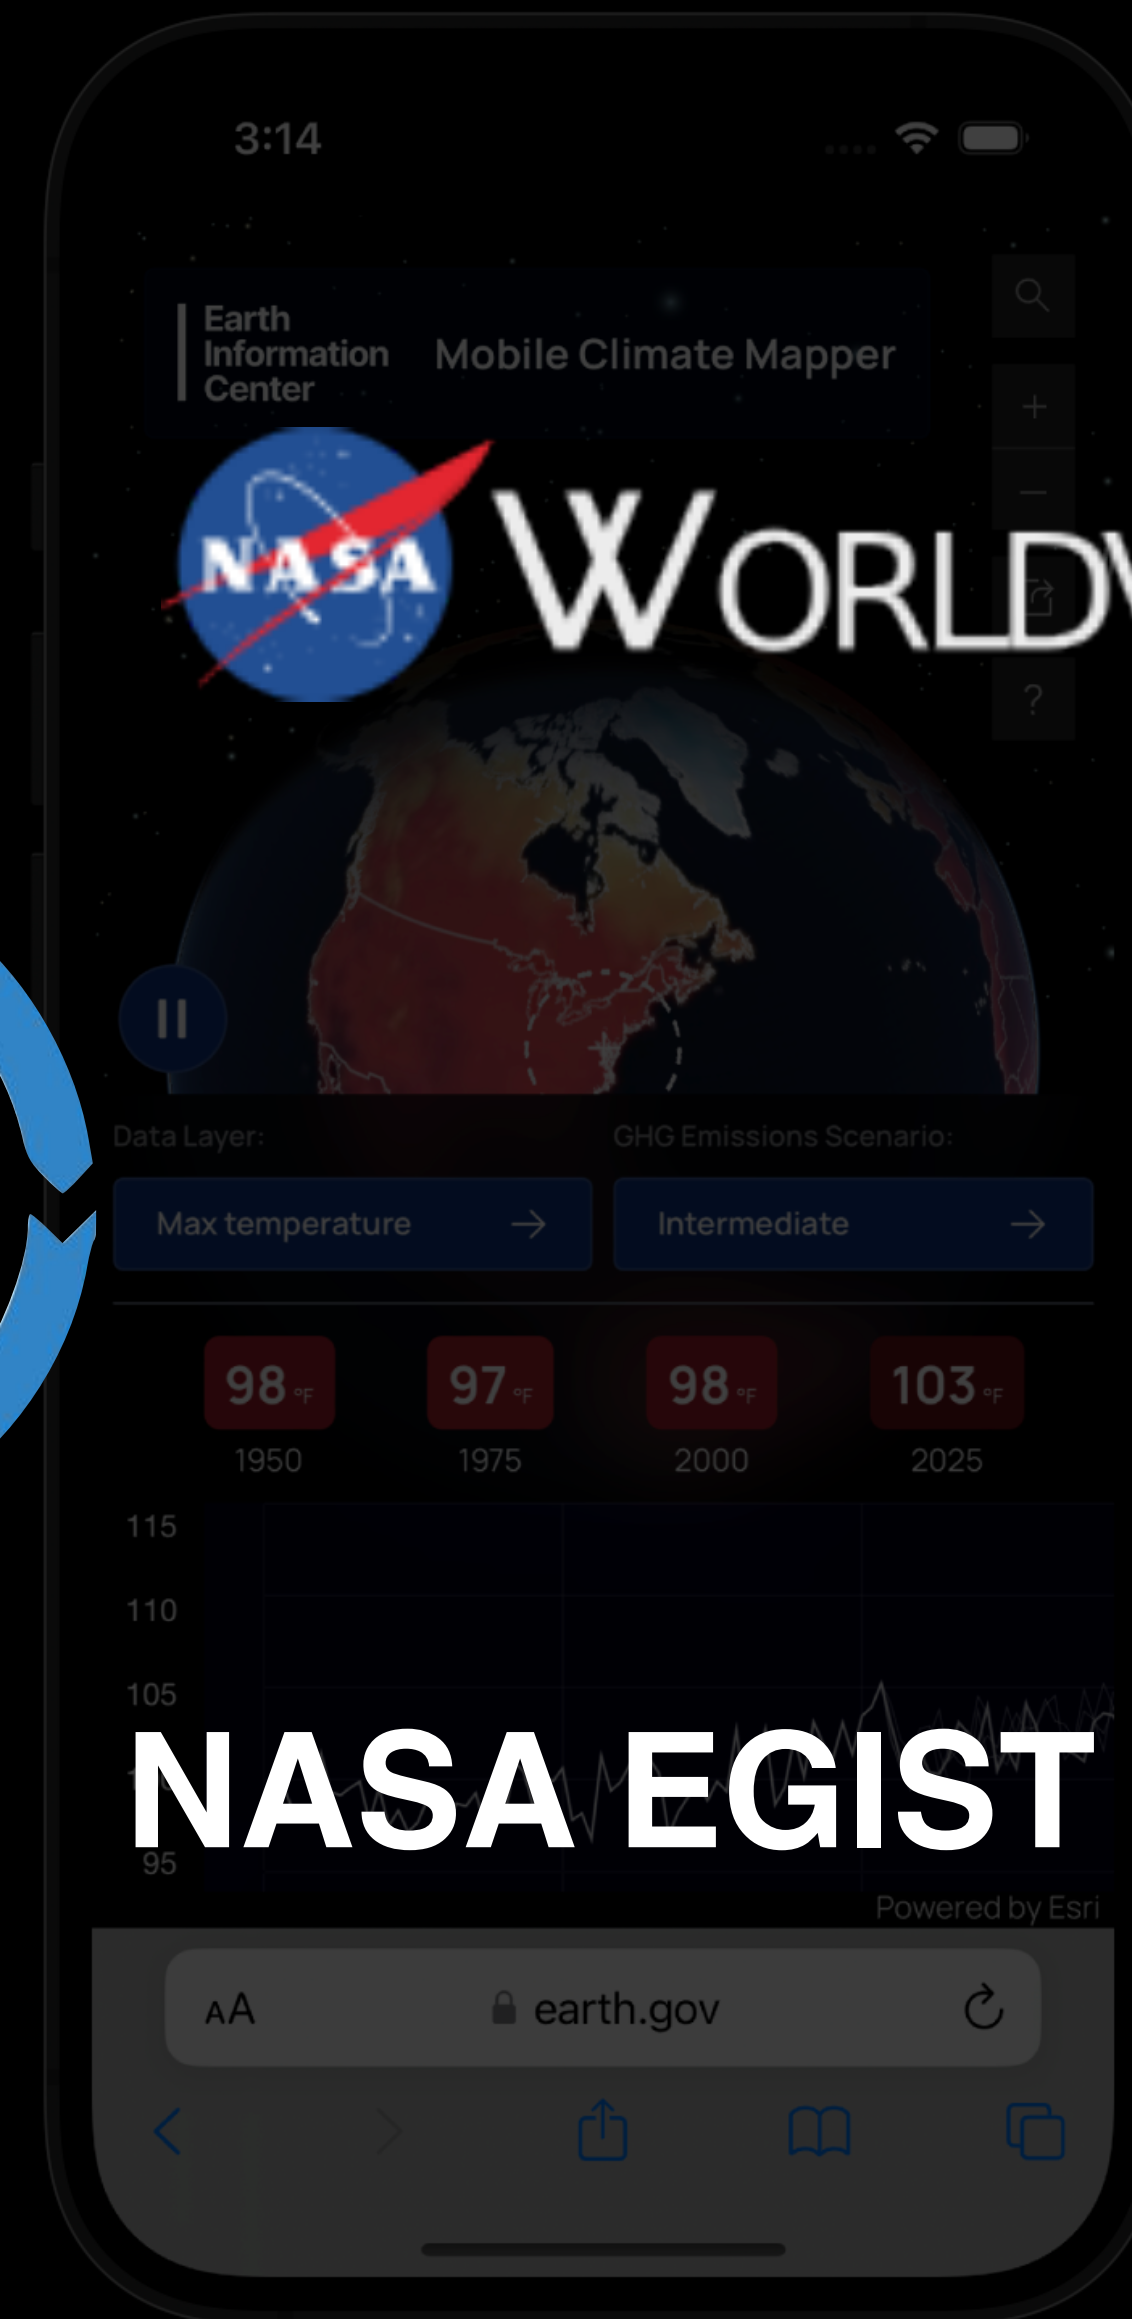 3:14
Earth
Information
Center
Mobile Climate Mapper
NASA
WORLDV
?
Data Layer:
GHG Emissions Scenario:
Max temperature
Intermediate
98 °F
97 °F
98 °F
103 °F
1950
1975
2000
2025
115
110
105
NASA EGIST
95
Powered by Esri
AA
earth.gov